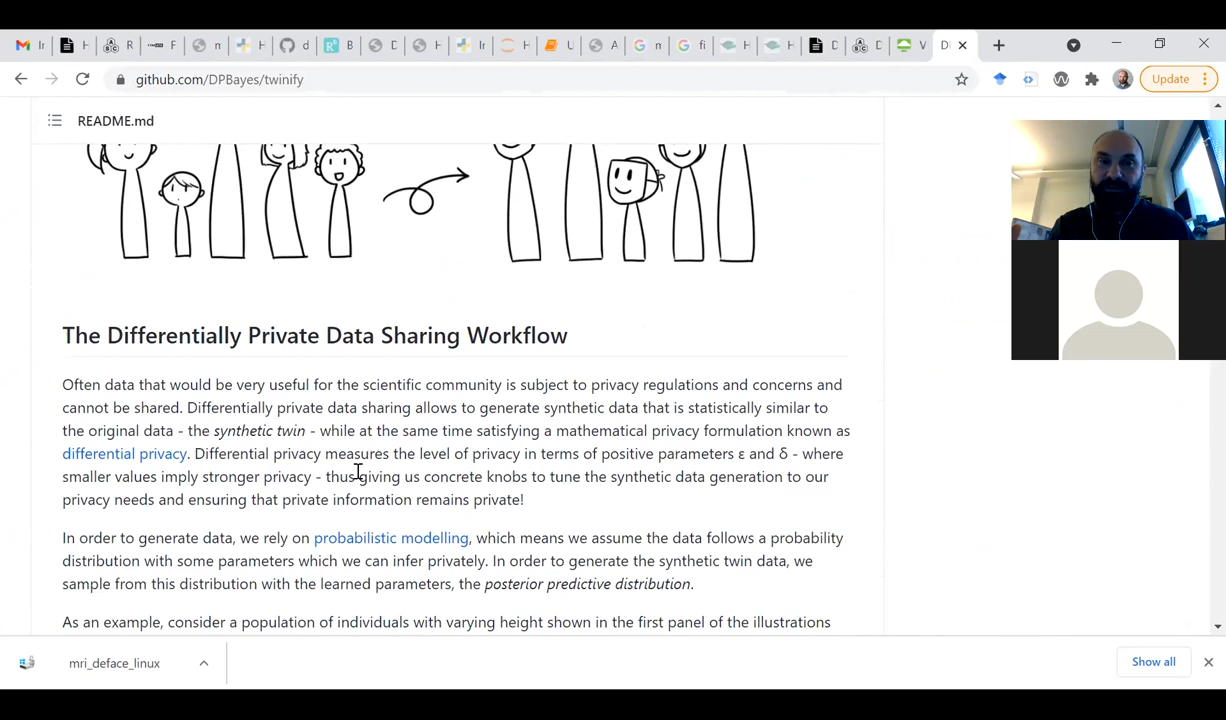 github.com/DPBayes/twinify
Update
README.md
The Differentially Private Data Sharing Workflow
Often data that would be very useful for the scientific community is subject to privacy regulations and concerns and
cannot be shared. Differentially private data sharing allows to generate synthetic data that is statistically similar to
the original data - the synthetic twin - while at the same time satisfying a mathematical privacy formulation known as
differential privacy. Differential privacy measures the level of privacy in terms of positive parameters ε and δ - where
smaller values imply stronger privacy - thus giving us concrete knobs to tune the synthetic data generation to our
privacy needs and ensuring that private information remains private!
In order to generate data, we rely on probabilistic modelling, which means we assume the data follows a probability
distribution with some parameters which we can infer privately. In order to generate the synthetic twin data, we
sample from this distribution with the learned parameters, the posterior predictive distribution.
As an example, consider a population of individuals with varying height shown in the first panel of the illustrations
mri_deface_linux
Show all